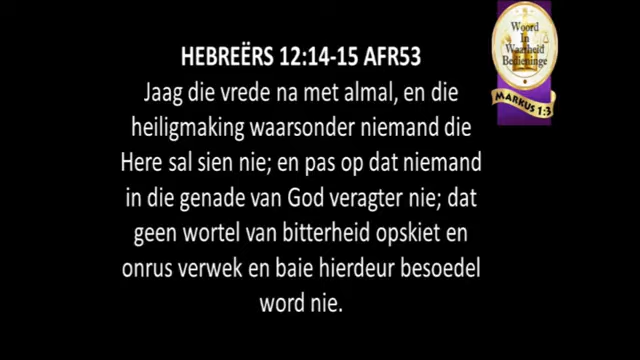 HEBREËRS 12:14-15 AFR53
Jaag die vrede na met almal, en die
heiligmaking waarsonder niemand die
Here sal sien nie; en pas op dat niemand
in die genade van God veragter nie; dat
geen wortel van bitterheid opskiet en
onrus verwek en baie hierdeur besoedel
word nie.
Woord
In
Waarheid
Bedieninge
MARKUS 1:3